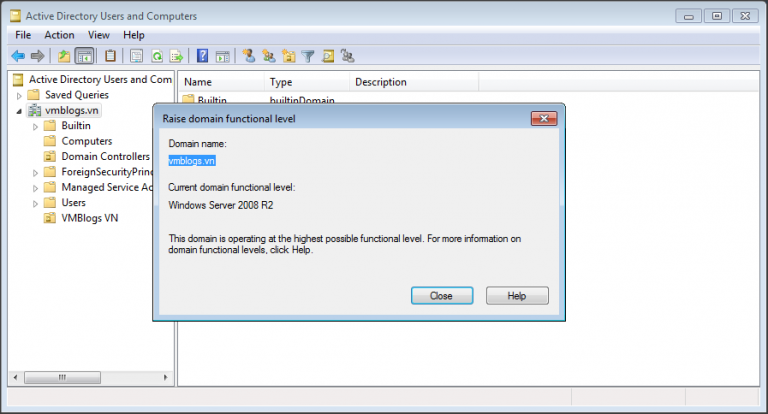 Active Directory Users and Computers
File Action View Help
Active Directory Users and Com
Saved Queries
vmblogs.vn
Builtin
Computers
Domain Controllers
ForeignSecurityPrinc
Managed Service Ac
Users
VMBlogs VN
Name Type Description
Builtin builtinDomain
Raise domain functional level
Domain name:
vmblogs.vn
Current domain functional level:
Windows Server 2008 R2
This domain is operating at the highest possible functional level. For more information on
domain functional levels, click Help.
Close Help